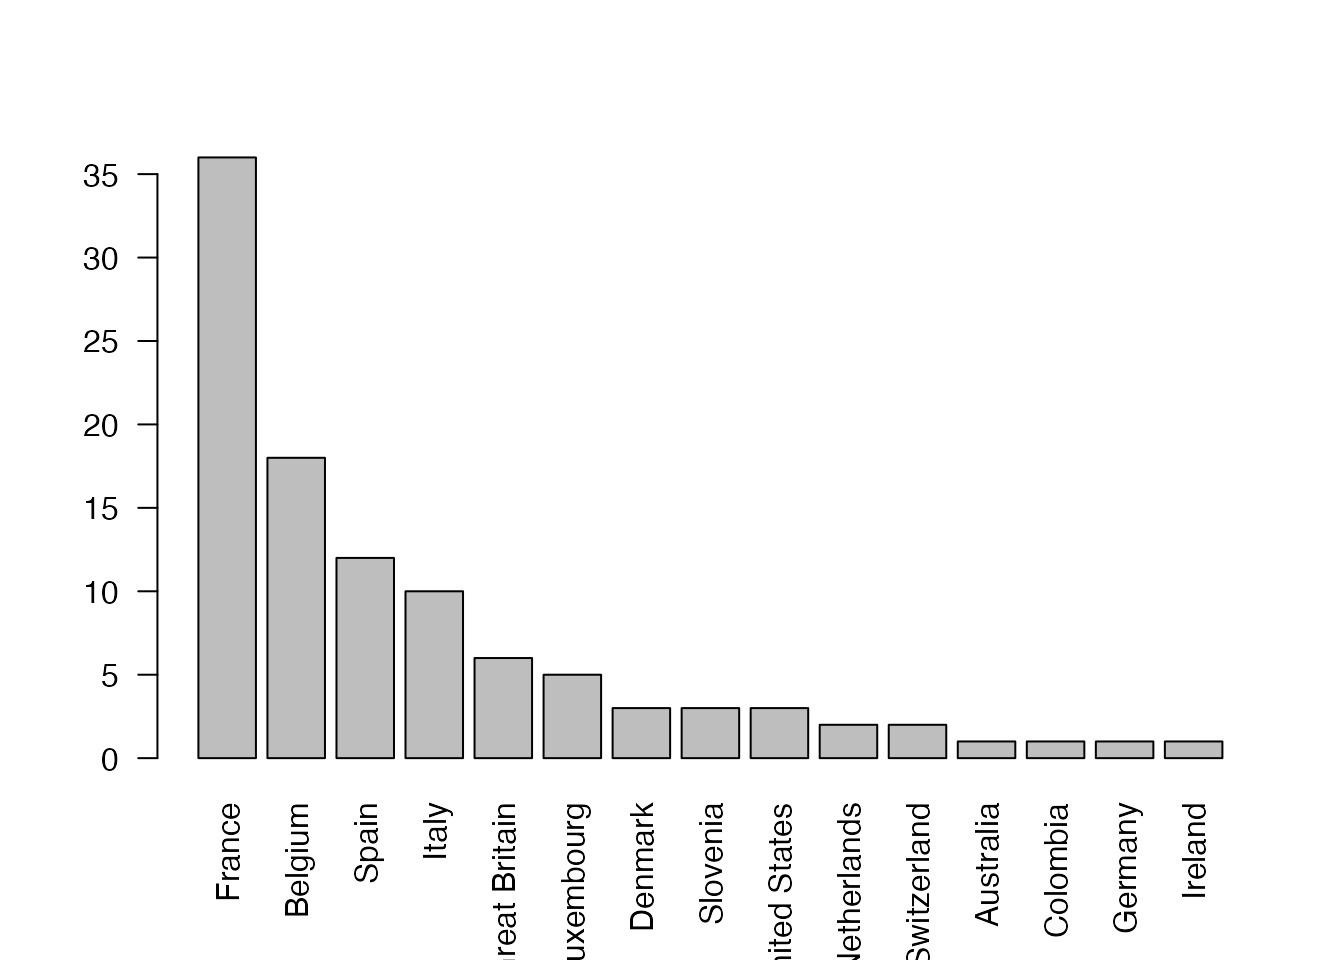 35
30
25
20
15
10
5
0
France
Belgium
Spain
Italy
reat Britain
uxembourg
Denmark
Slovenia
nited States
Netherlands
Switzerland
Australia
Colombia
Germany
Ireland